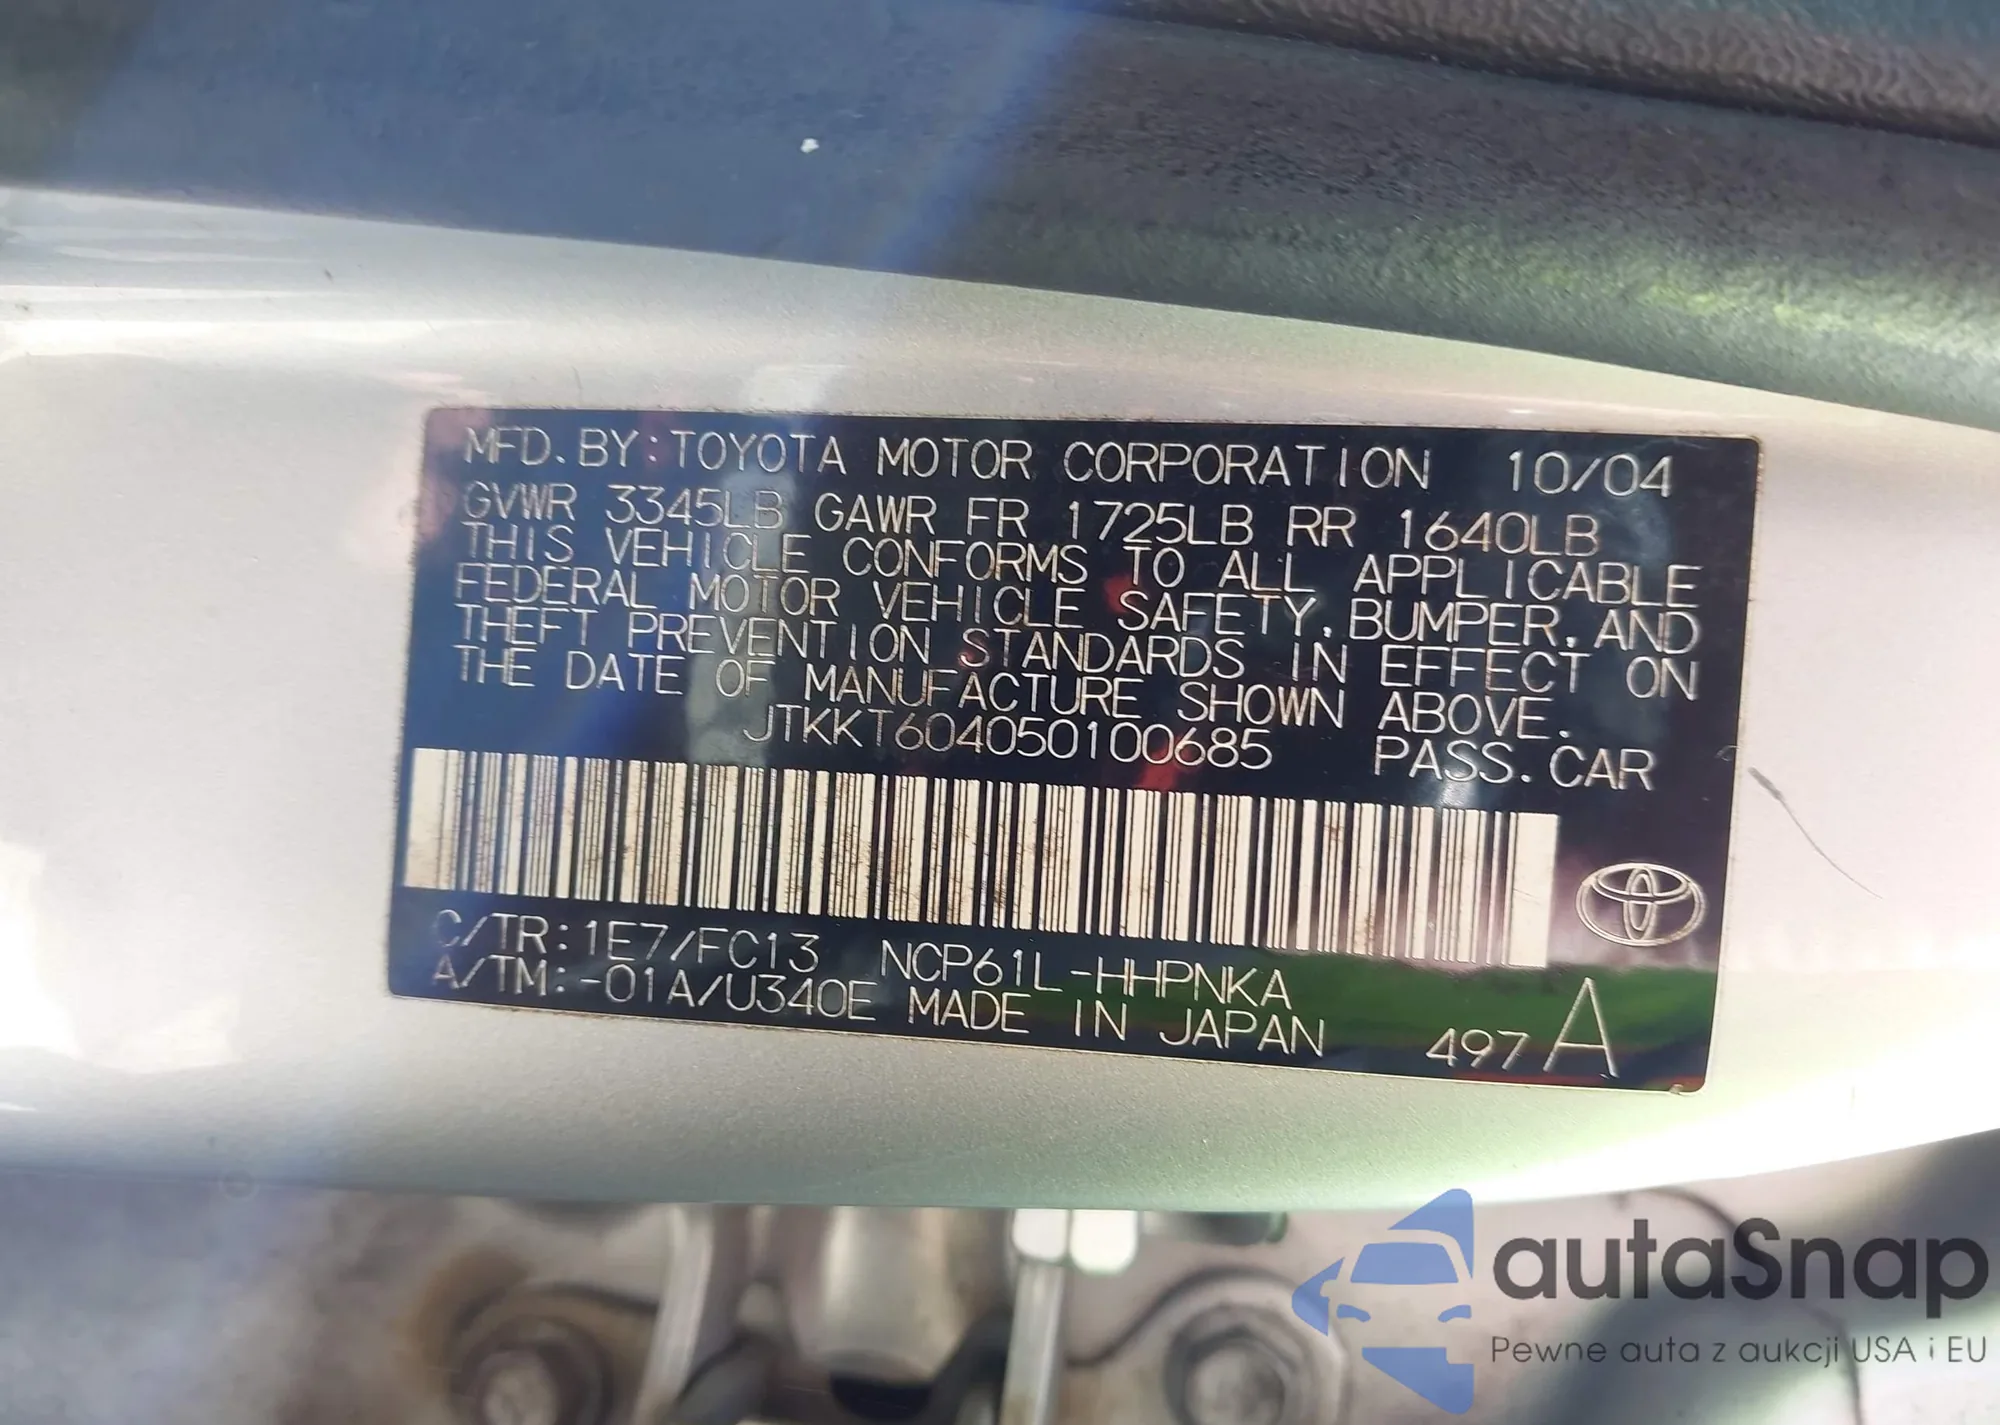 MFD. BY: TOYOTA MOTOR CORPORATION 10/04
GVWR 3345LB GAWR FR 1725LB RR 1640LB
THIS VEHICLE CONFORMS TO ALL APPLICABLE
FEDERAL MOTOR VEHICLE SAFETY, BUMPER, AND
THEFT PREVENTION STANDARDS IN EFFECT ON
THE DATE OF MANUFACTURE SHOWN ABOVE.
JTKKT604050100685 PASS. CAR
C/TR: 1E7/FC13 NCP61L-HHPNKA
A/TM: -01A/U340E MADE IN JAPAN 497 A
autaSnap
Pewne auta z aukcji USA i EU